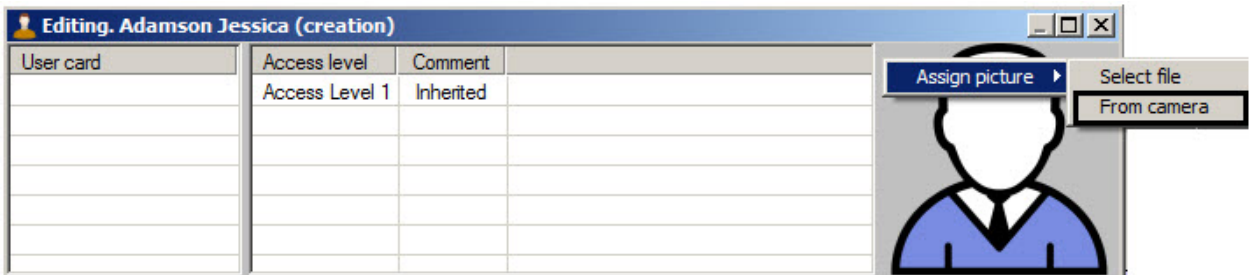 Editing. Adamson Jessica (creation)
User card
Access level Comment
Access Level 1 Inherited
Assign picture
Select file
From camera